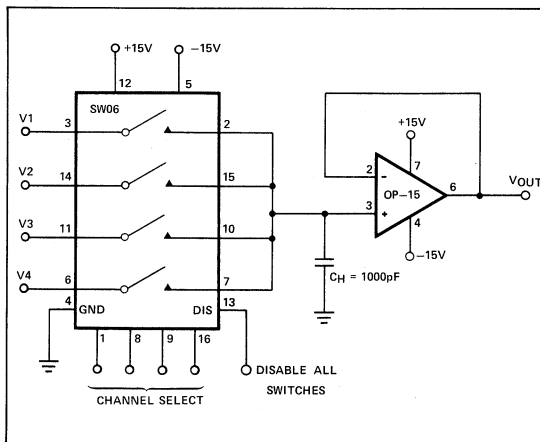 +15V
−15V
12
5
SW06
V1
3
2
+15V
V2
14
15
2
−
7
OP–15
6
VOUT
3
+
4
V3
11
10
−15V
CH = 1000pF
V4
6
7
4
GND
DIS
13
1
8
9
16
DISABLE ALL
SWITCHES
CHANNEL SELECT